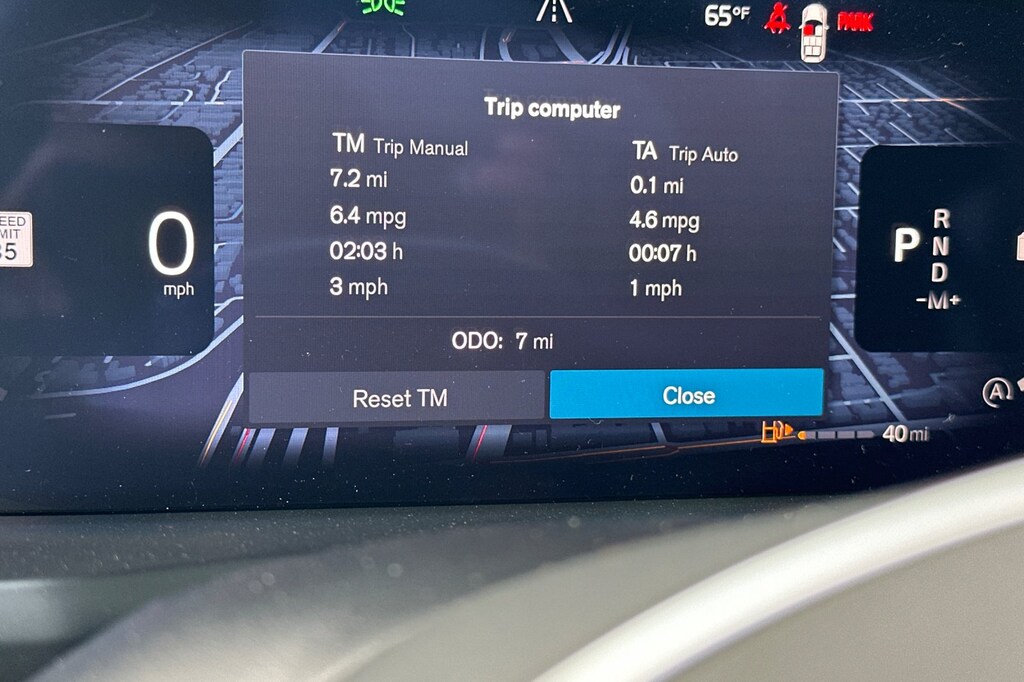 65°F PARK
Trip computer
TM Trip Manual
7.2 mi
6.4 mpg
02:03 h
3 mph
TA Trip Auto
0.1 mi
4.6 mpg
00:07 h
1 mph
ODO: 7 mi
Reset TM
Close
0
mph
P
R
N
D
-M+
A
40 mi